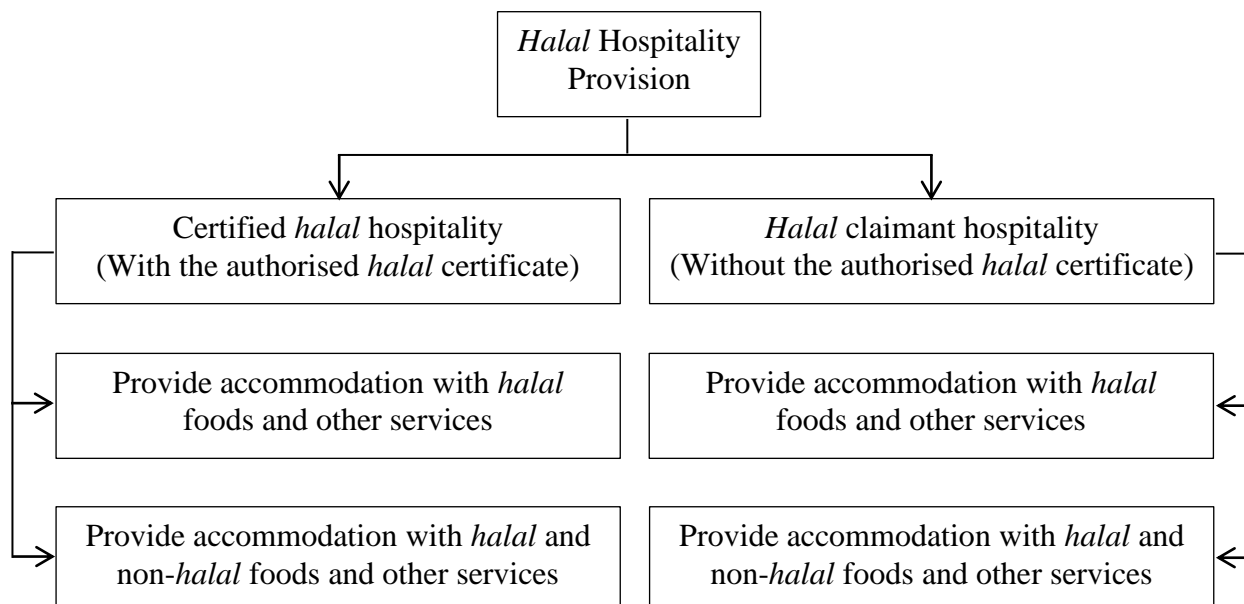 Halal Hospitality
Provision
Certified halal hospitality
(With the authorised halal certificate)
Halal claimant hospitality
(Without the authorised halal certificate)
Provide accommodation with halal
foods and other services
Provide accommodation with halal
foods and other services
Provide accommodation with halal and
non-halal foods and other services
Provide accommodation with halal and
non-halal foods and other services